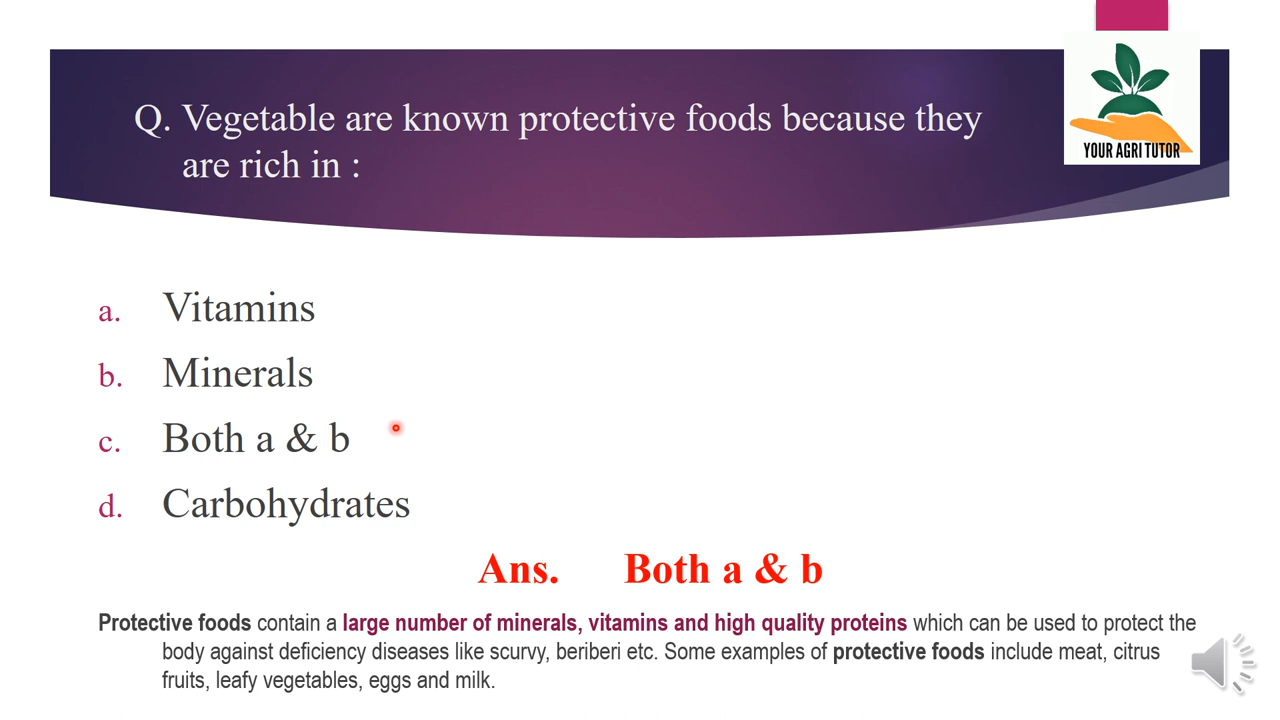 Q. Vegetable are known protective foods because they
are rich in :
YOUR AGRI TUTOR
a. Vitamins
b. Minerals
c. Both a & b
d. Carbohydrates
Ans. Both a & b
Protective foods contain a large number of minerals, vitamins and high quality proteins which can be used to protect the
body against deficiency diseases like scurvy, beriberi etc. Some examples of protective foods include meat, citrus
fruits, leafy vegetables, eggs and milk.